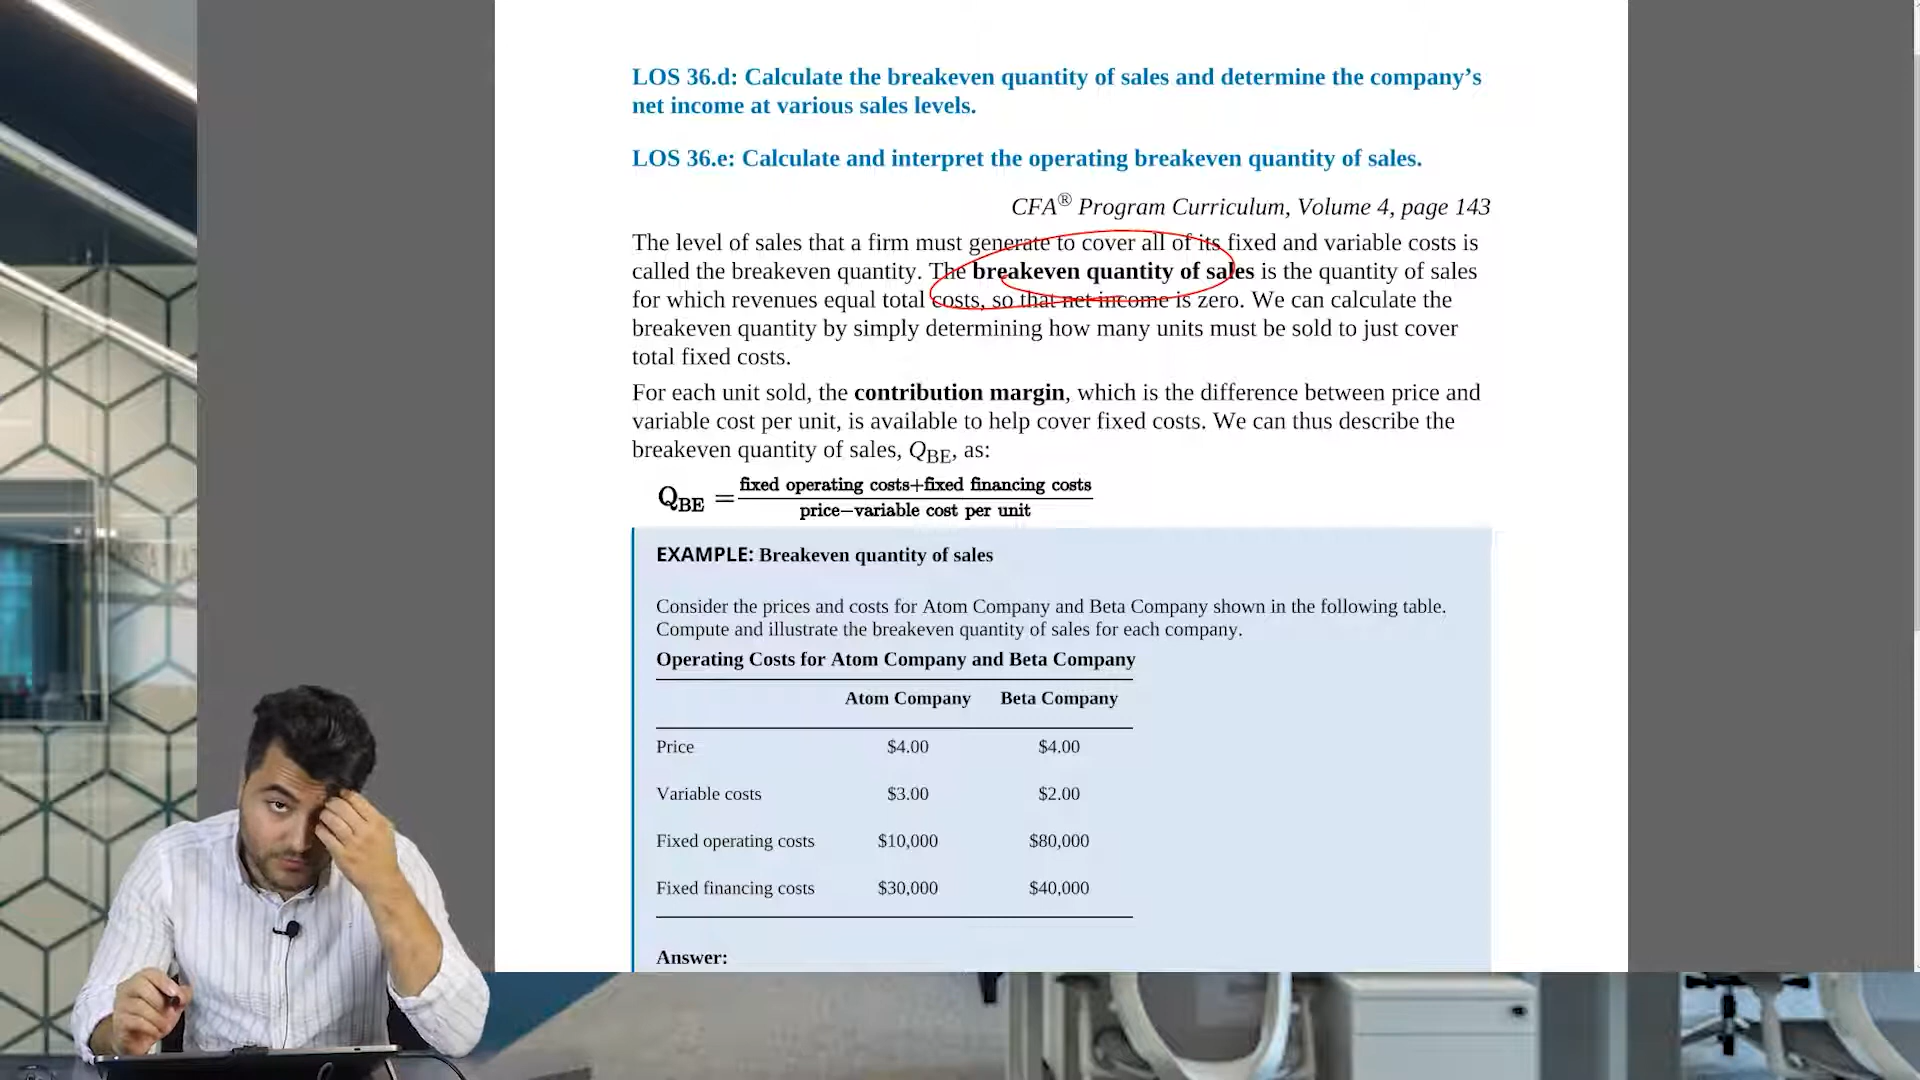 LOS 36.d: Calculate the breakeven quantity of sales and determine the company’s
net income at various sales levels.
LOS 36.e: Calculate and interpret the operating breakeven quantity of sales.
CFA® Program Curriculum, Volume 4, page 143
The level of sales that a firm must generate to cover all of its fixed and variable costs is
called the breakeven quantity. The breakeven quantity of sales is the quantity of sales
for which revenues equal total costs, so that net income is zero. We can calculate the
breakeven quantity by simply determining how many units must be sold to just cover
total fixed costs.
For each unit sold, the contribution margin, which is the difference between price and
variable cost per unit, is available to help cover fixed costs. We can thus describe the
breakeven quantity of sales, QBE, as:
QBE = fixed operating costs+fixed financing costs
price−variable cost per unit
EXAMPLE: Breakeven quantity of sales
Consider the prices and costs for Atom Company and Beta Company shown in the following table.
Compute and illustrate the breakeven quantity of sales for each company.
Operating Costs for Atom Company and Beta Company
Atom Company Beta Company
Price $4.00 $4.00
Variable costs $3.00 $2.00
Fixed operating costs $10,000 $80,000
Fixed financing costs $30,000 $40,000
Answer: